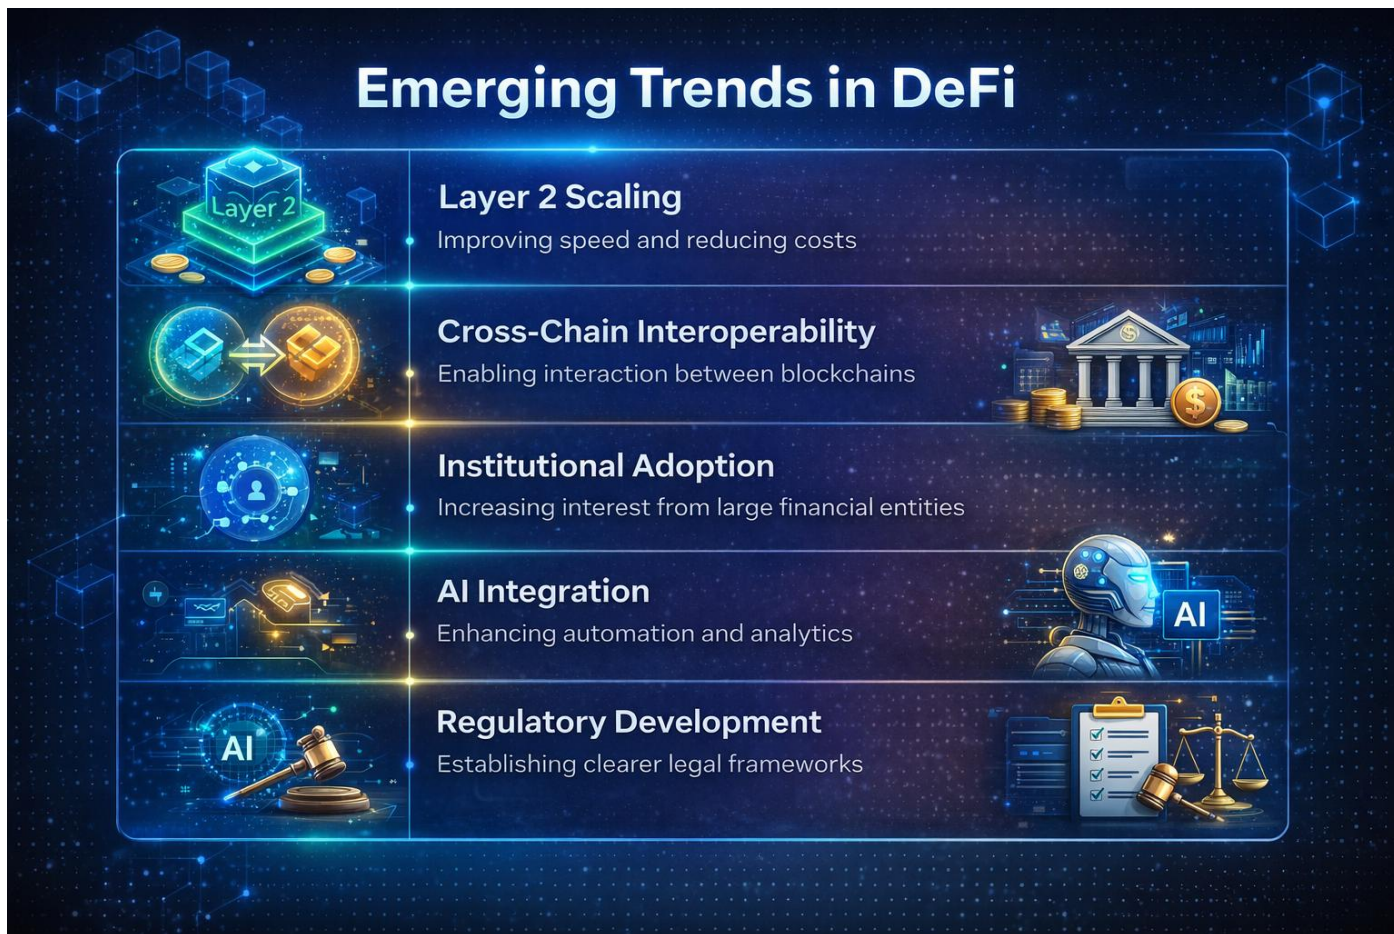 Emerging Trends in DeFi
Layer 2
Layer 2 Scaling
Improving speed and reducing costs
Cross-Chain Interoperability
Enabling interaction between blockchains
$
$
Institutional Adoption
Increasing interest from large financial entities
AI Integration
Enhancing automation and analytics
AI
AI
Regulatory Development
Establishing clearer legal frameworks